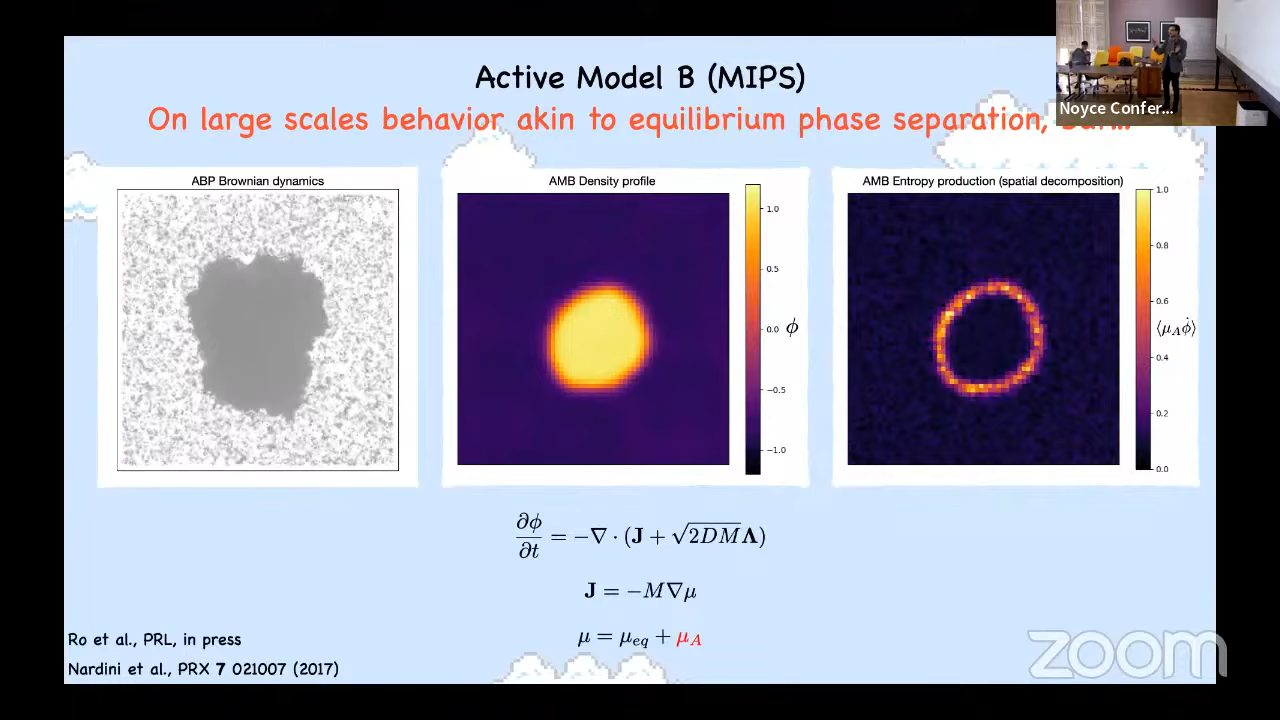 Active Model B (MIPS)
On large scales behavior akin to equilibrium phase separation,
Noyce Confer...
ABP Brownian dynamics
AMB Density profile
1.0
0.5
0.0
−0.5
−1.0
ϕ
AMB Entropy production (spatial decomposition)
1.0
0.8
0.6
0.4
0.2
0.0
⟨μ_A ϕ̇⟩
∂ϕ/∂t = −∇ · (J + √2DM Λ)
J = −M∇μ
μ = μ_eq + μ_A
Ro et al., PRL, in press
Nardini et al., PRX 7 021007 (2017)
zoom